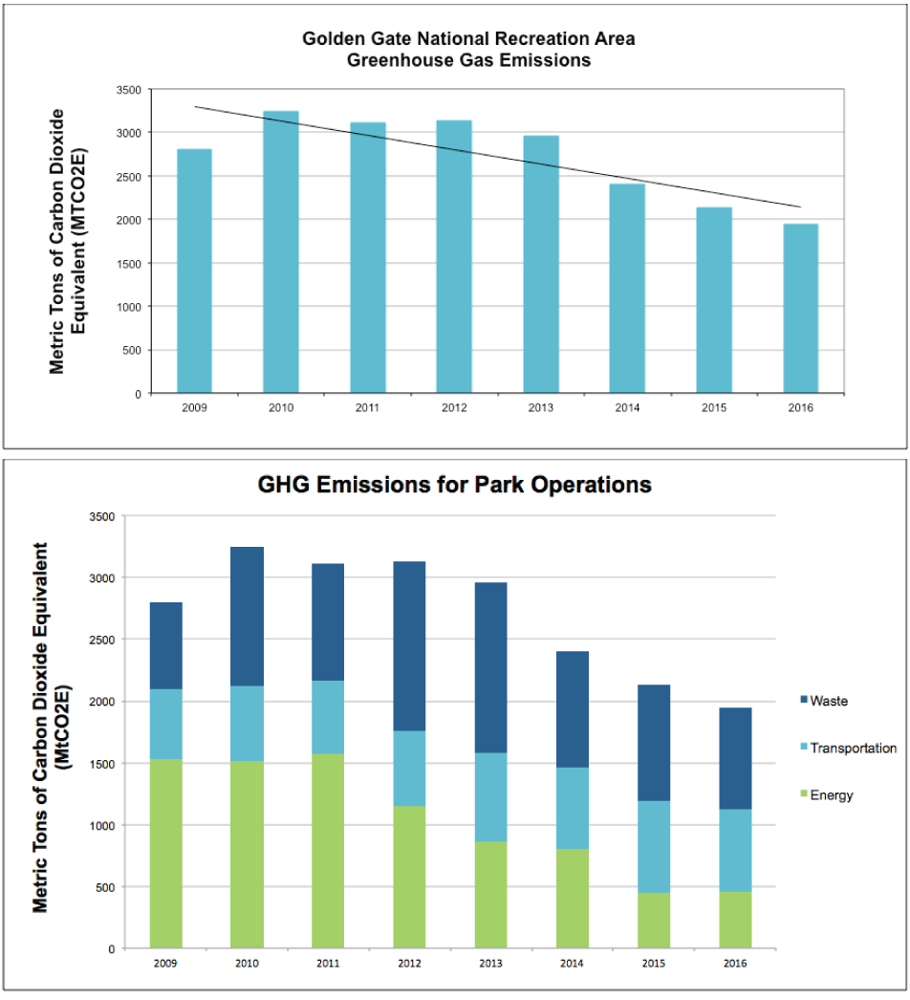 Golden Gate National Recreation Area
Greenhouse Gas Emissions
Metric Tons of Carbon Dioxide
Equivalent (MTCO2E)
3500
3000
2500
2000
1500
1000
500
0
2009 2010 2011 2012 2013 2014 2015 2016
GHG Emissions for Park Operations
Metric Tons of Carbon Dioxide Equivalent
(MtCO2E)
3500
3000
2500
2000
1500
1000
500
0
2009 2010 2011 2012 2013 2014 2015 2016
Waste
Transportation
Energy